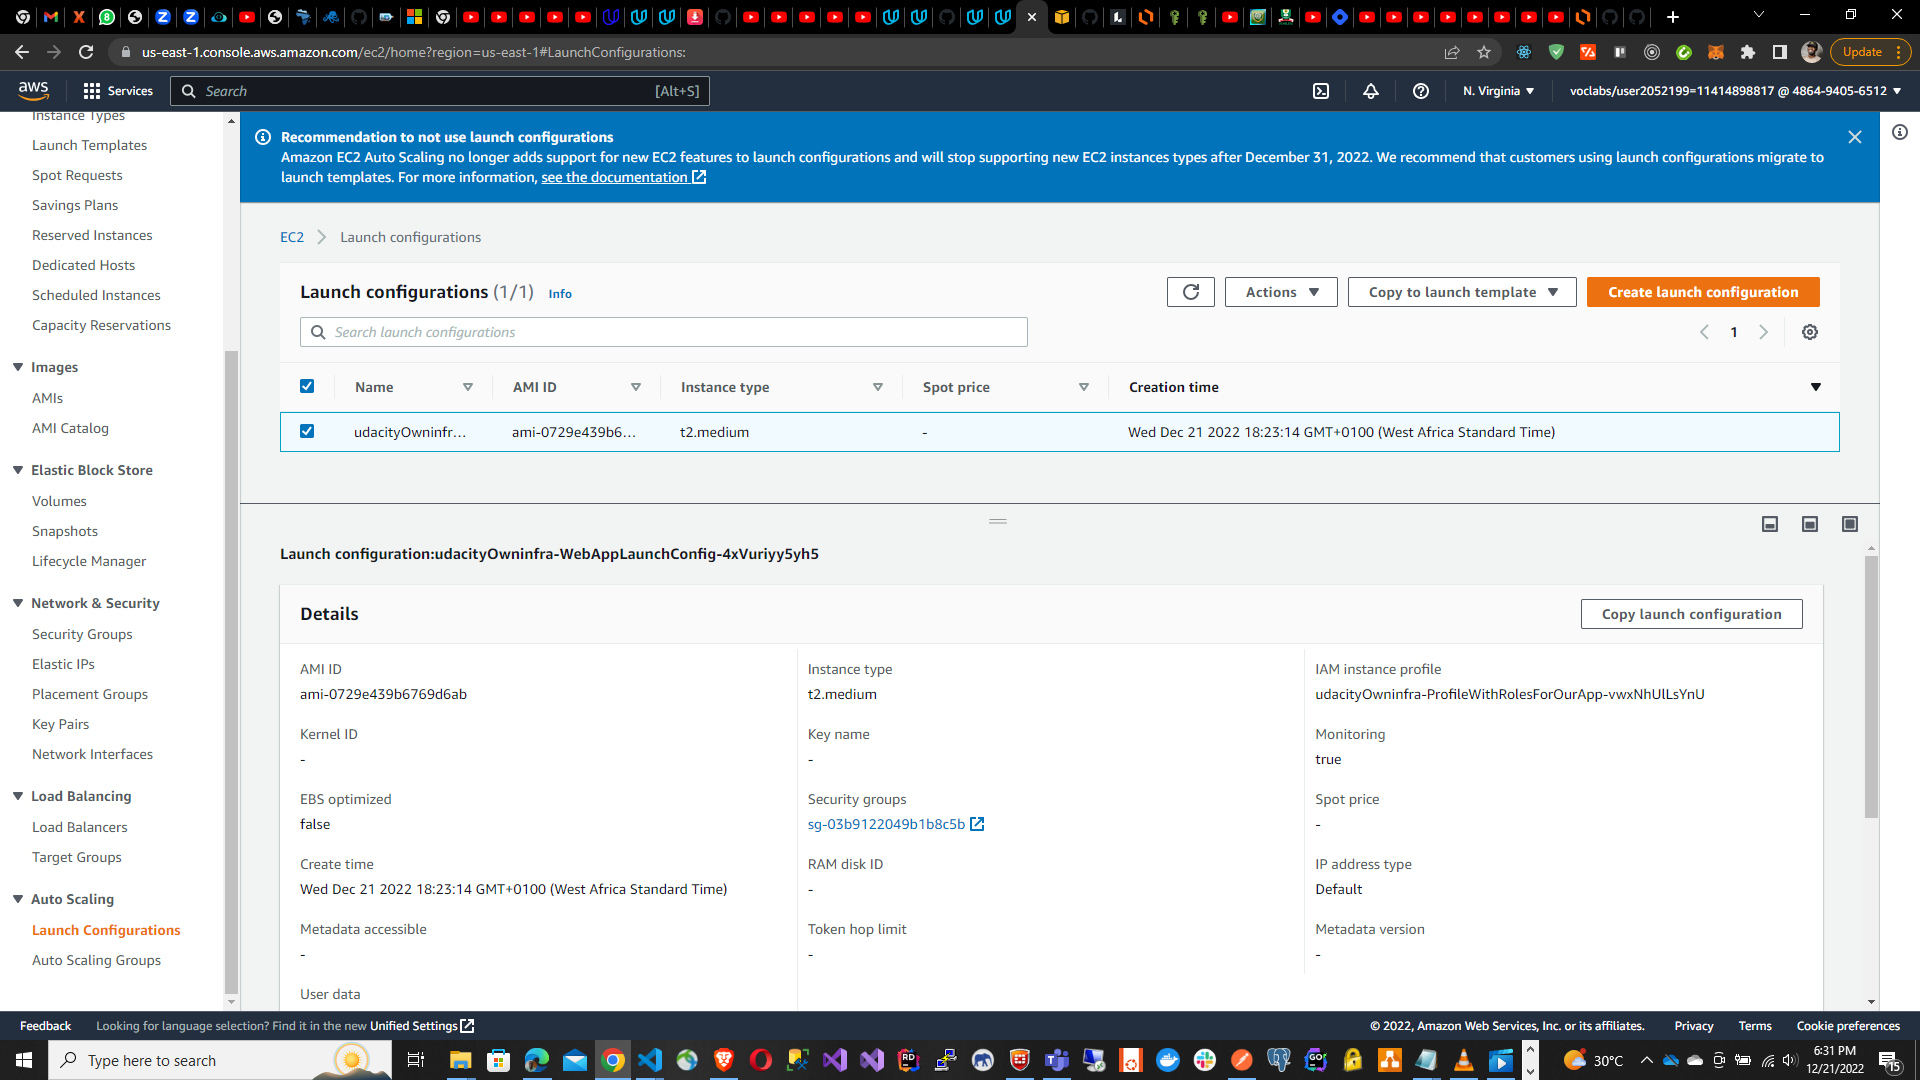 us-east-1.console.aws.amazon.com/ec2/home?region=us-east-1#LaunchConfigurations:
Update
aws
Services
Search
[Alt+S]
N. Virginia
voclabs/user2052199=11414898817 @ 4864-9405-6512
Instance Types
Launch Templates
Spot Requests
Savings Plans
Reserved Instances
Dedicated Hosts
Scheduled Instances
Capacity Reservations
Images
AMIs
AMI Catalog
Elastic Block Store
Volumes
Snapshots
Lifecycle Manager
Network & Security
Security Groups
Elastic IPs
Placement Groups
Key Pairs
Network Interfaces
Load Balancing
Load Balancers
Target Groups
Auto Scaling
Launch Configurations
Auto Scaling Groups
Recommendation to not use launch configurations
Amazon EC2 Auto Scaling no longer adds support for new EC2 features to launch configurations and will stop supporting new EC2 instances types after December 31, 2022. We recommend that customers using launch configurations migrate to
launch templates. For more information, see the documentation
EC2
Launch configurations
Launch configurations (1/1) Info
Actions
Copy to launch template
Create launch configuration
Search launch configurations
1
Name AMI ID Instance type Spot price Creation time
udacityOwninfr... ami-0729e439b6... t2.medium - Wed Dec 21 2022 18:23:14 GMT+0100 (West Africa Standard Time)
Launch configuration:udacityOwninfra-WebAppLaunchConfig-4xVuriyy5yh5
Details
Copy launch configuration
AMI ID
ami-0729e439b6769d6ab
Instance type
t2.medium
IAM instance profile
udacityOwninfra-ProfileWithRolesForOurApp-vwxNhUlLsYnU
Kernel ID
-
Key name
-
Monitoring
true
EBS optimized
false
Security groups
sg-03b9122049b1b8c5b
Spot price
-
Create time
Wed Dec 21 2022 18:23:14 GMT+0100 (West Africa Standard Time)
RAM disk ID
-
IP address type
Default
Metadata accessible
-
Token hop limit
-
Metadata version
-
User data
Feedback
Looking for language selection? Find it in the new Unified Settings
© 2022, Amazon Web Services, Inc. or its affiliates.
Privacy
Terms
Cookie preferences
Type here to search
30°C
6:31 PM
12/21/2022
15